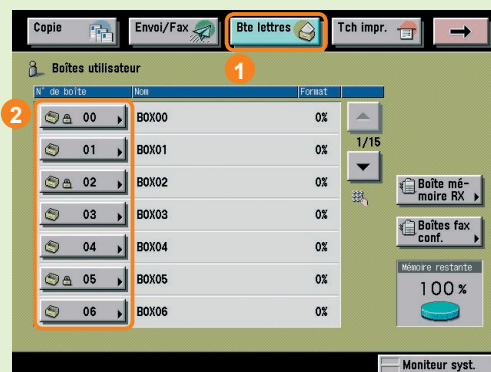 Copie
Envoi/Fax
Bte lettres
Tch impr.
1
Boîtes utilisateur
N° de boîte Nom Format
2
00 BOX00 0%
01 BOX01 0%
1/15
02 BOX02 0%
Boîte mé-
moire RX
03 BOX03 0%
Boîtes fax
conf.
04 BOX04 0%
05 BOX05 0%
Mémoire restante
100 %
06 BOX06 0%
Moniteur syst.